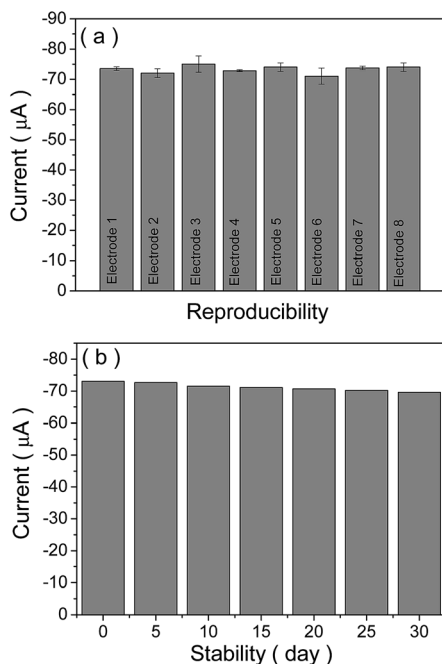 ( a )
-90
-80
-70
-60
-50
-40
-30
-20
-10
0
Current ( μA )
Electrode 1
Electrode 2
Electrode 3
Electrode 4
Electrode 5
Electrode 6
Electrode 7
Electrode 8
Reproducibility
( b )
-80
-70
-60
-50
-40
-30
-20
-10
0
Current ( μA )
0 5 10 15 20 25 30
Stability ( day )